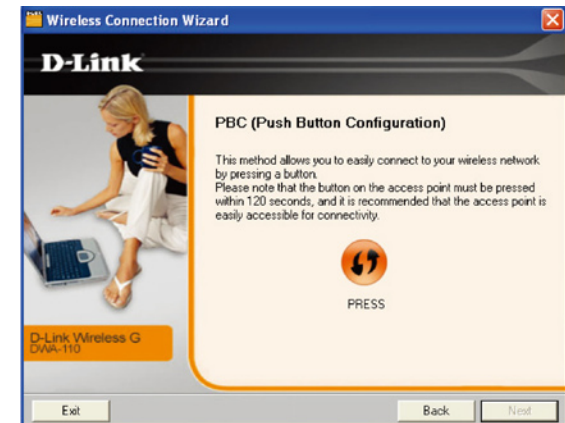 Wireless Connection Wizard
D-Link
PBC (Push Button Configuration)
This method allows you to easily connect to your wireless network
by pressing a button.
Please note that the button on the access point must be pressed
within 120 seconds, and it is recommended that the access point is
easily accessible for connectivity.
PRESS
D-Link Wireless G
DWA-110
Exit
Back
Next